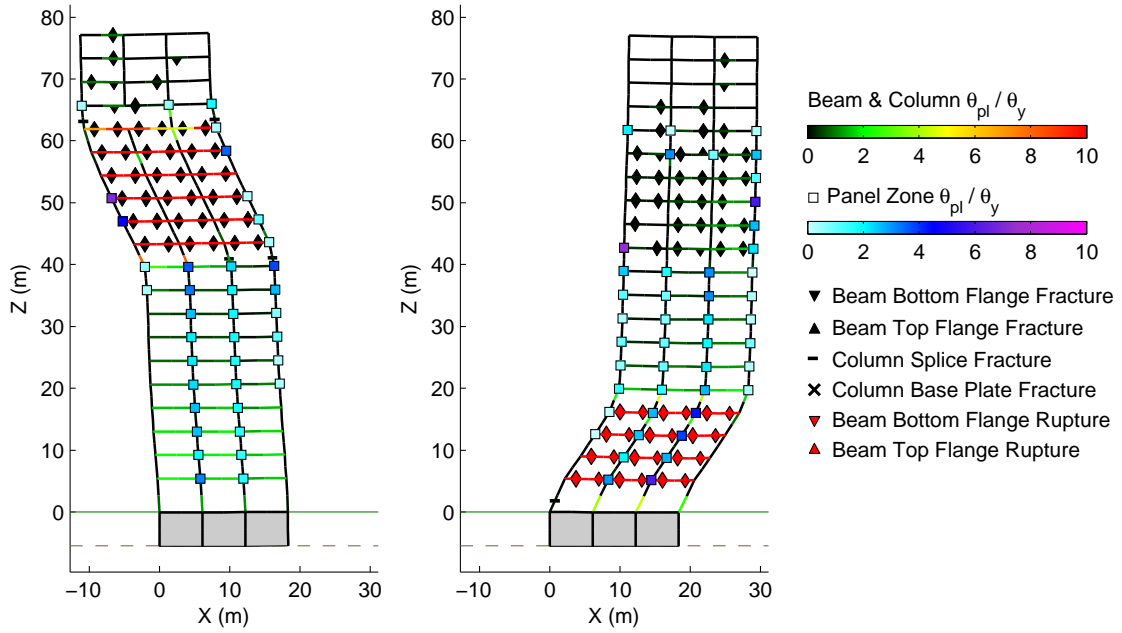 80
70
60
50
40
30
20
10
0
−10 0 10 20 30
X (m)
Z (m)
80
70
60
50
40
30
20
10
0
−10 0 10 20 30
X (m)
Z (m)
Beam & Column θpl / θy
0 2 4 6 8 10
Panel Zone θpl / θy
0 2 4 6 8 10
Beam Bottom Flange Fracture
Beam Top Flange Fracture
Column Splice Fracture
Column Base Plate Fracture
Beam Bottom Flange Rupture
Beam Top Flange Rupture